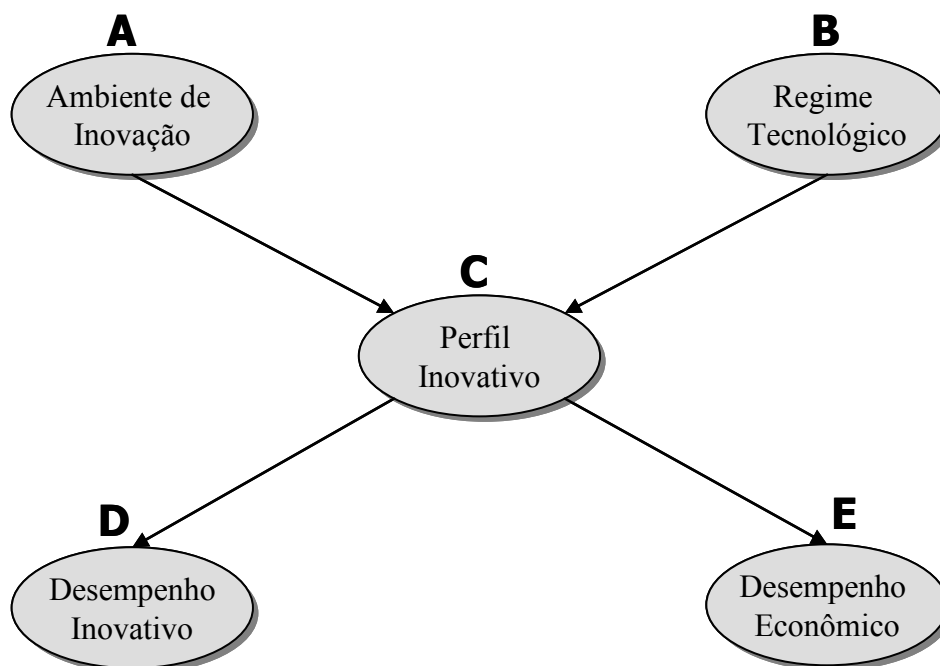 A
Ambiente de
Inovação
B
Regime
Tecnológico
C
Perfil
Inovativo
D
Desempenho
Inovativo
E
Desempenho
Econômico